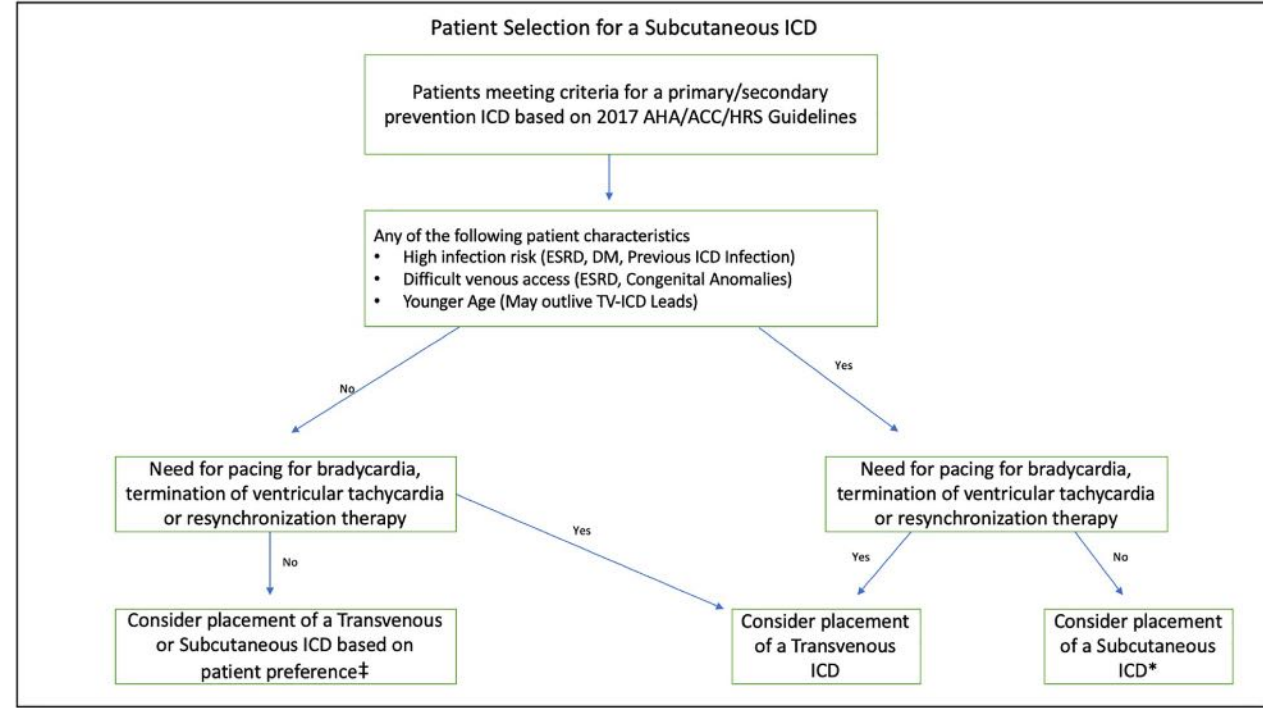 Patient Selection for a Subcutaneous ICD
Patients meeting criteria for a primary/secondary
prevention ICD based on 2017 AHA/ACC/HRS Guidelines
Any of the following patient characteristics
• High infection risk (ESRD, DM, Previous ICD Infection)
• Difficult venous access (ESRD, Congenital Anomalies)
• Younger Age (May outlive TV-ICD Leads)
No
Yes
Need for pacing for bradycardia,
termination of ventricular tachycardia
or resynchronization therapy
Need for pacing for bradycardia,
termination of ventricular tachycardia
or resynchronization therapy
No
Yes
Yes
No
Consider placement of a Transvenous
or Subcutaneous ICD based on
patient preference‡
Consider placement
of a Transvenous
ICD
Consider placement
of a Subcutaneous
ICD*